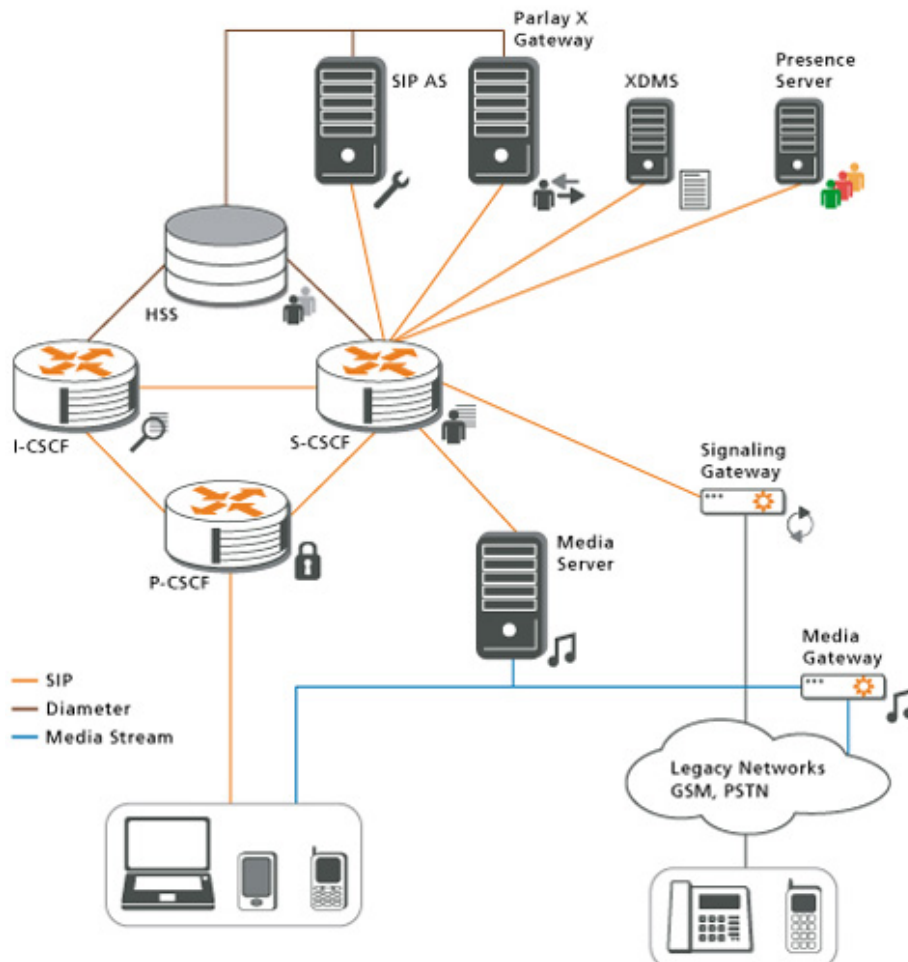 Parlay X
Gateway
SIP AS
XDMS
Presence
Server
HSS
I-CSCF
S-CSCF
Signaling
Gateway
P-CSCF
Media
Server
Media
Gateway
SIP
Diameter
Media Stream
Legacy Networks
GSM, PSTN